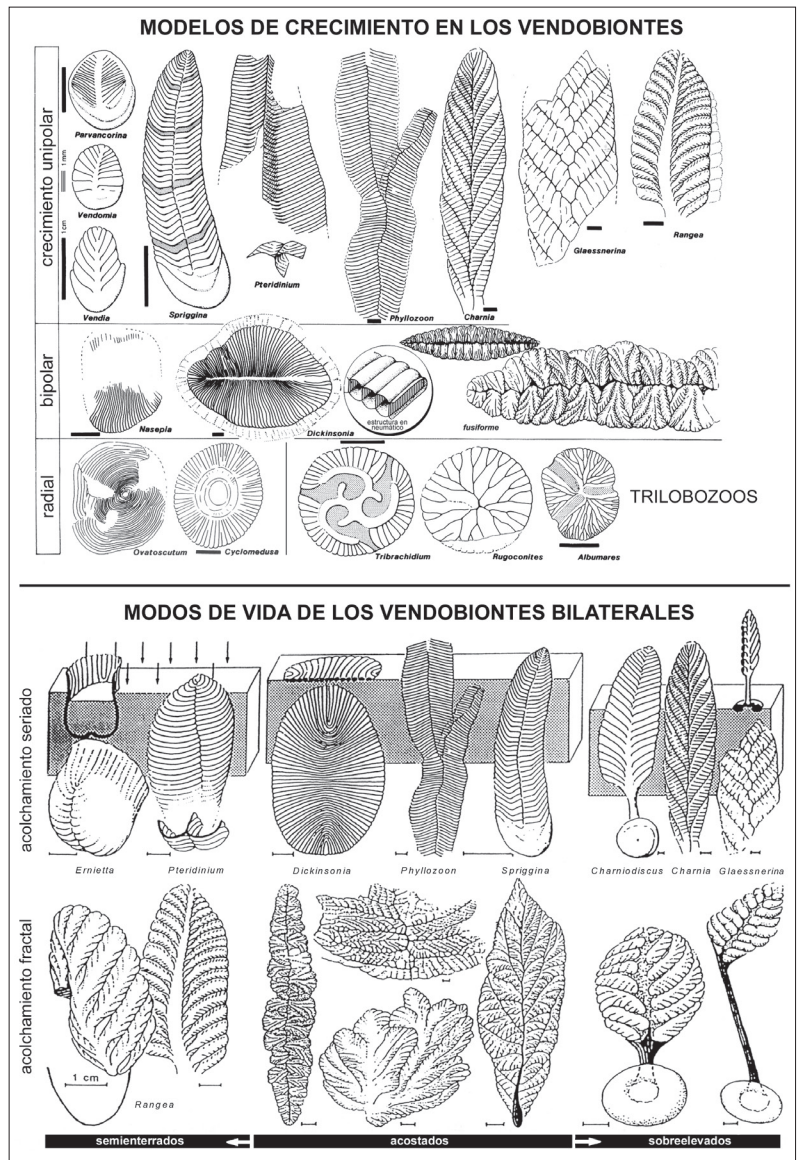 MODELOS DE CRECIMIENTO EN LOS VENDOBIONTES
crecimiento unipolar
Parvancorina
1 mm
Vendomia
1 cm
Vendia
Spriggina
Pteridinium
Phyllozoon
Charnia
Glaessnerina
Rangea
bipolar
Nasepia
Dickinsonia
estructura en
neumático
fusiforme
radial
Ovatoscutum
Cyclomedusa
Tribrachidium
Rugoconites
Albumares
TRILOBOZOOS
MODOS DE VIDA DE LOS VENDOBIONTES BILATERALES
acolchamiento seriado
Ernietta
Pteridinium
Dickinsonia
Phyllozoon
Spriggina
Charniodiscus
Charnia
Glaessnerina
acolchamiento fractal
1 cm
Rangea
semienterrados
acostados
sobreelevados